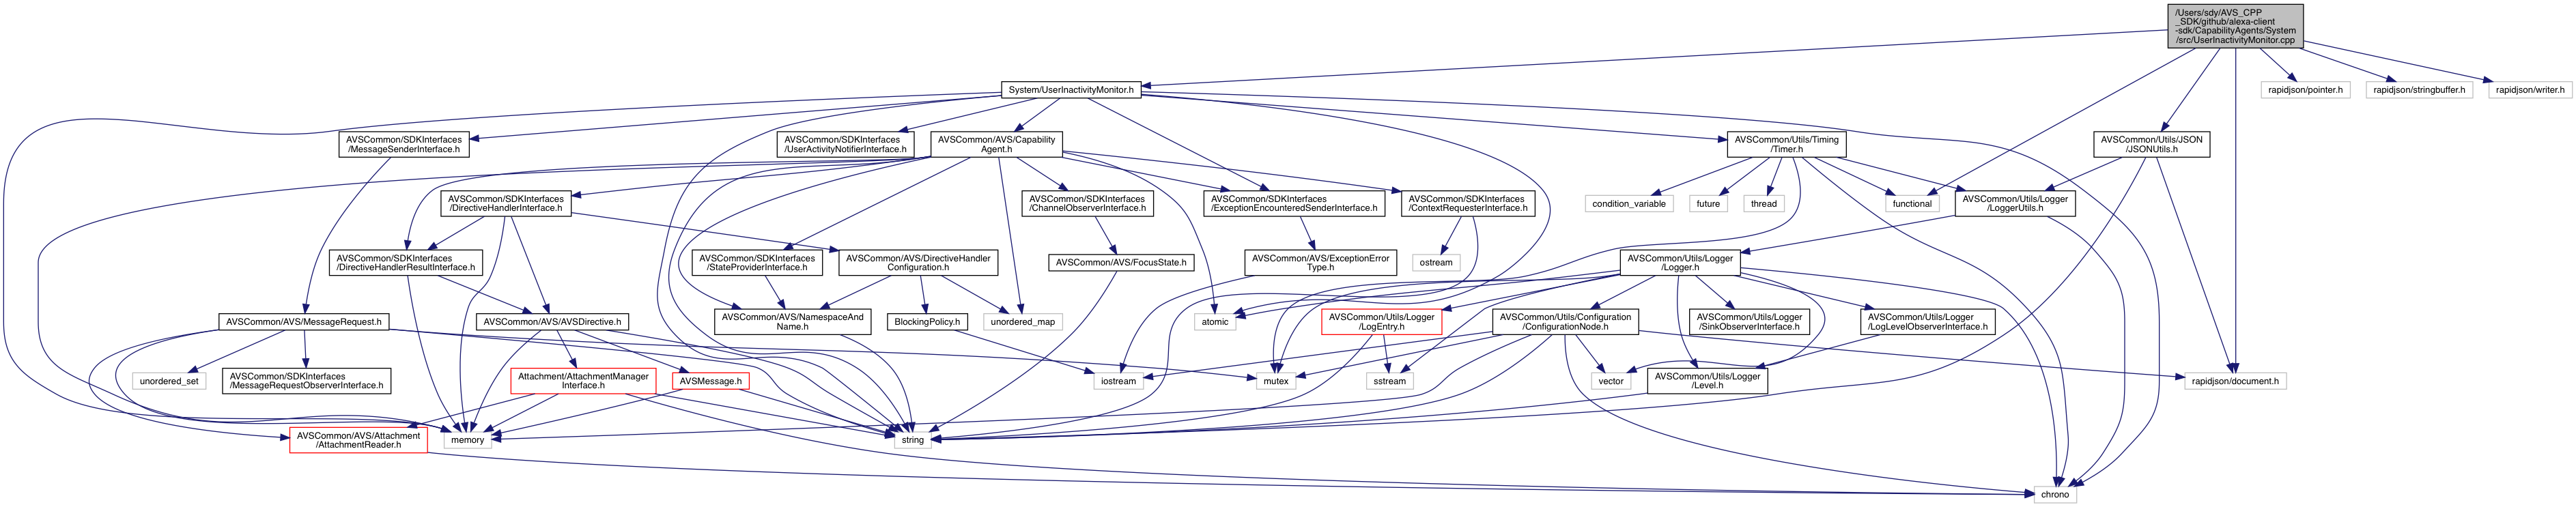 /Users/sdy/AVS_CPP
_SDK/github/alexa-client
-sdk/CapabilityAgents/System
/src/UserInactivityMonitor.cpp
System/UserInactivityMonitor.h
rapidjson/pointer.h
rapidjson/stringbuffer.h
rapidjson/writer.h
AVSCommon/SDKInterfaces
/MessageSenderInterface.h
AVSCommon/SDKInterfaces
/UserActivityNotifierInterface.h
AVSCommon/AVS/Capability
Agent.h
AVSCommon/Utils/Timing
/Timer.h
AVSCommon/Utils/JSON
/JSONUtils.h
AVSCommon/SDKInterfaces
/DirectiveHandlerInterface.h
AVSCommon/SDKInterfaces
/ChannelObserverInterface.h
AVSCommon/SDKInterfaces
/ExceptionEncounteredSenderInterface.h
AVSCommon/SDKInterfaces
/ContextRequesterInterface.h
condition_variable
future
thread
functional
AVSCommon/Utils/Logger
/LoggerUtils.h
AVSCommon/SDKInterfaces
/DirectiveHandlerResultInterface.h
AVSCommon/SDKInterfaces
/StateProviderInterface.h
AVSCommon/AVS/DirectiveHandler
Configuration.h
AVSCommon/AVS/FocusState.h
AVSCommon/AVS/ExceptionError
Type.h
ostream
AVSCommon/Utils/Logger
/Logger.h
AVSCommon/AVS/MessageRequest.h
AVSCommon/AVS/AVSDirective.h
AVSCommon/AVS/NamespaceAnd
Name.h
BlockingPolicy.h
unordered_map
atomic
AVSCommon/Utils/Logger
/LogEntry.h
AVSCommon/Utils/Configuration
/ConfigurationNode.h
AVSCommon/Utils/Logger
/SinkObserverInterface.h
AVSCommon/Utils/Logger
/LogLevelObserverInterface.h
unordered_set
AVSCommon/SDKInterfaces
/MessageRequestObserverInterface.h
Attachment/AttachmentManager
Interface.h
AVSMessage.h
iostream
mutex
sstream
vector
AVSCommon/Utils/Logger
/Level.h
rapidjson/document.h
AVSCommon/AVS/Attachment
/AttachmentReader.h
memory
string
chrono